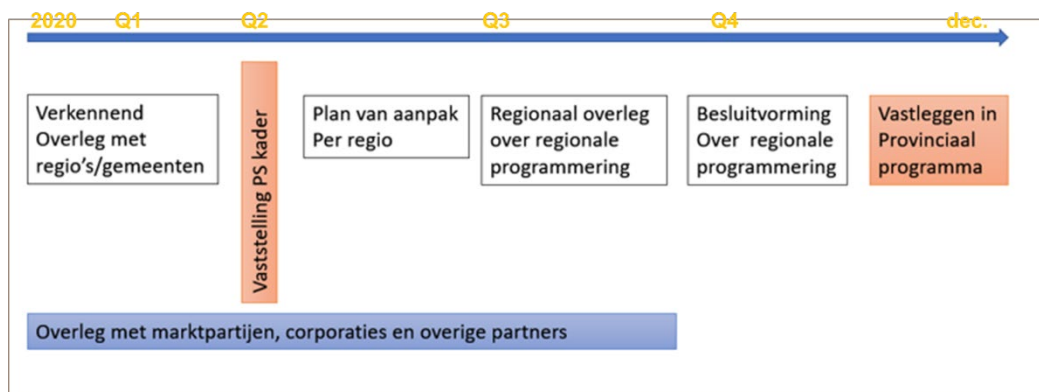 2020 Q1 Q2 Q3 Q4 dec.
Verkennend
Overleg met
regio's/gemeenten
Vaststelling PS kader
Plan van aanpak
Per regio
Regionaal overleg
over regionale
programmering
Besluitvorming
Over regionale
programmering
Vastleggen in
Provinciaal
programma
Overleg met marktpartijen, corporaties en overige partners